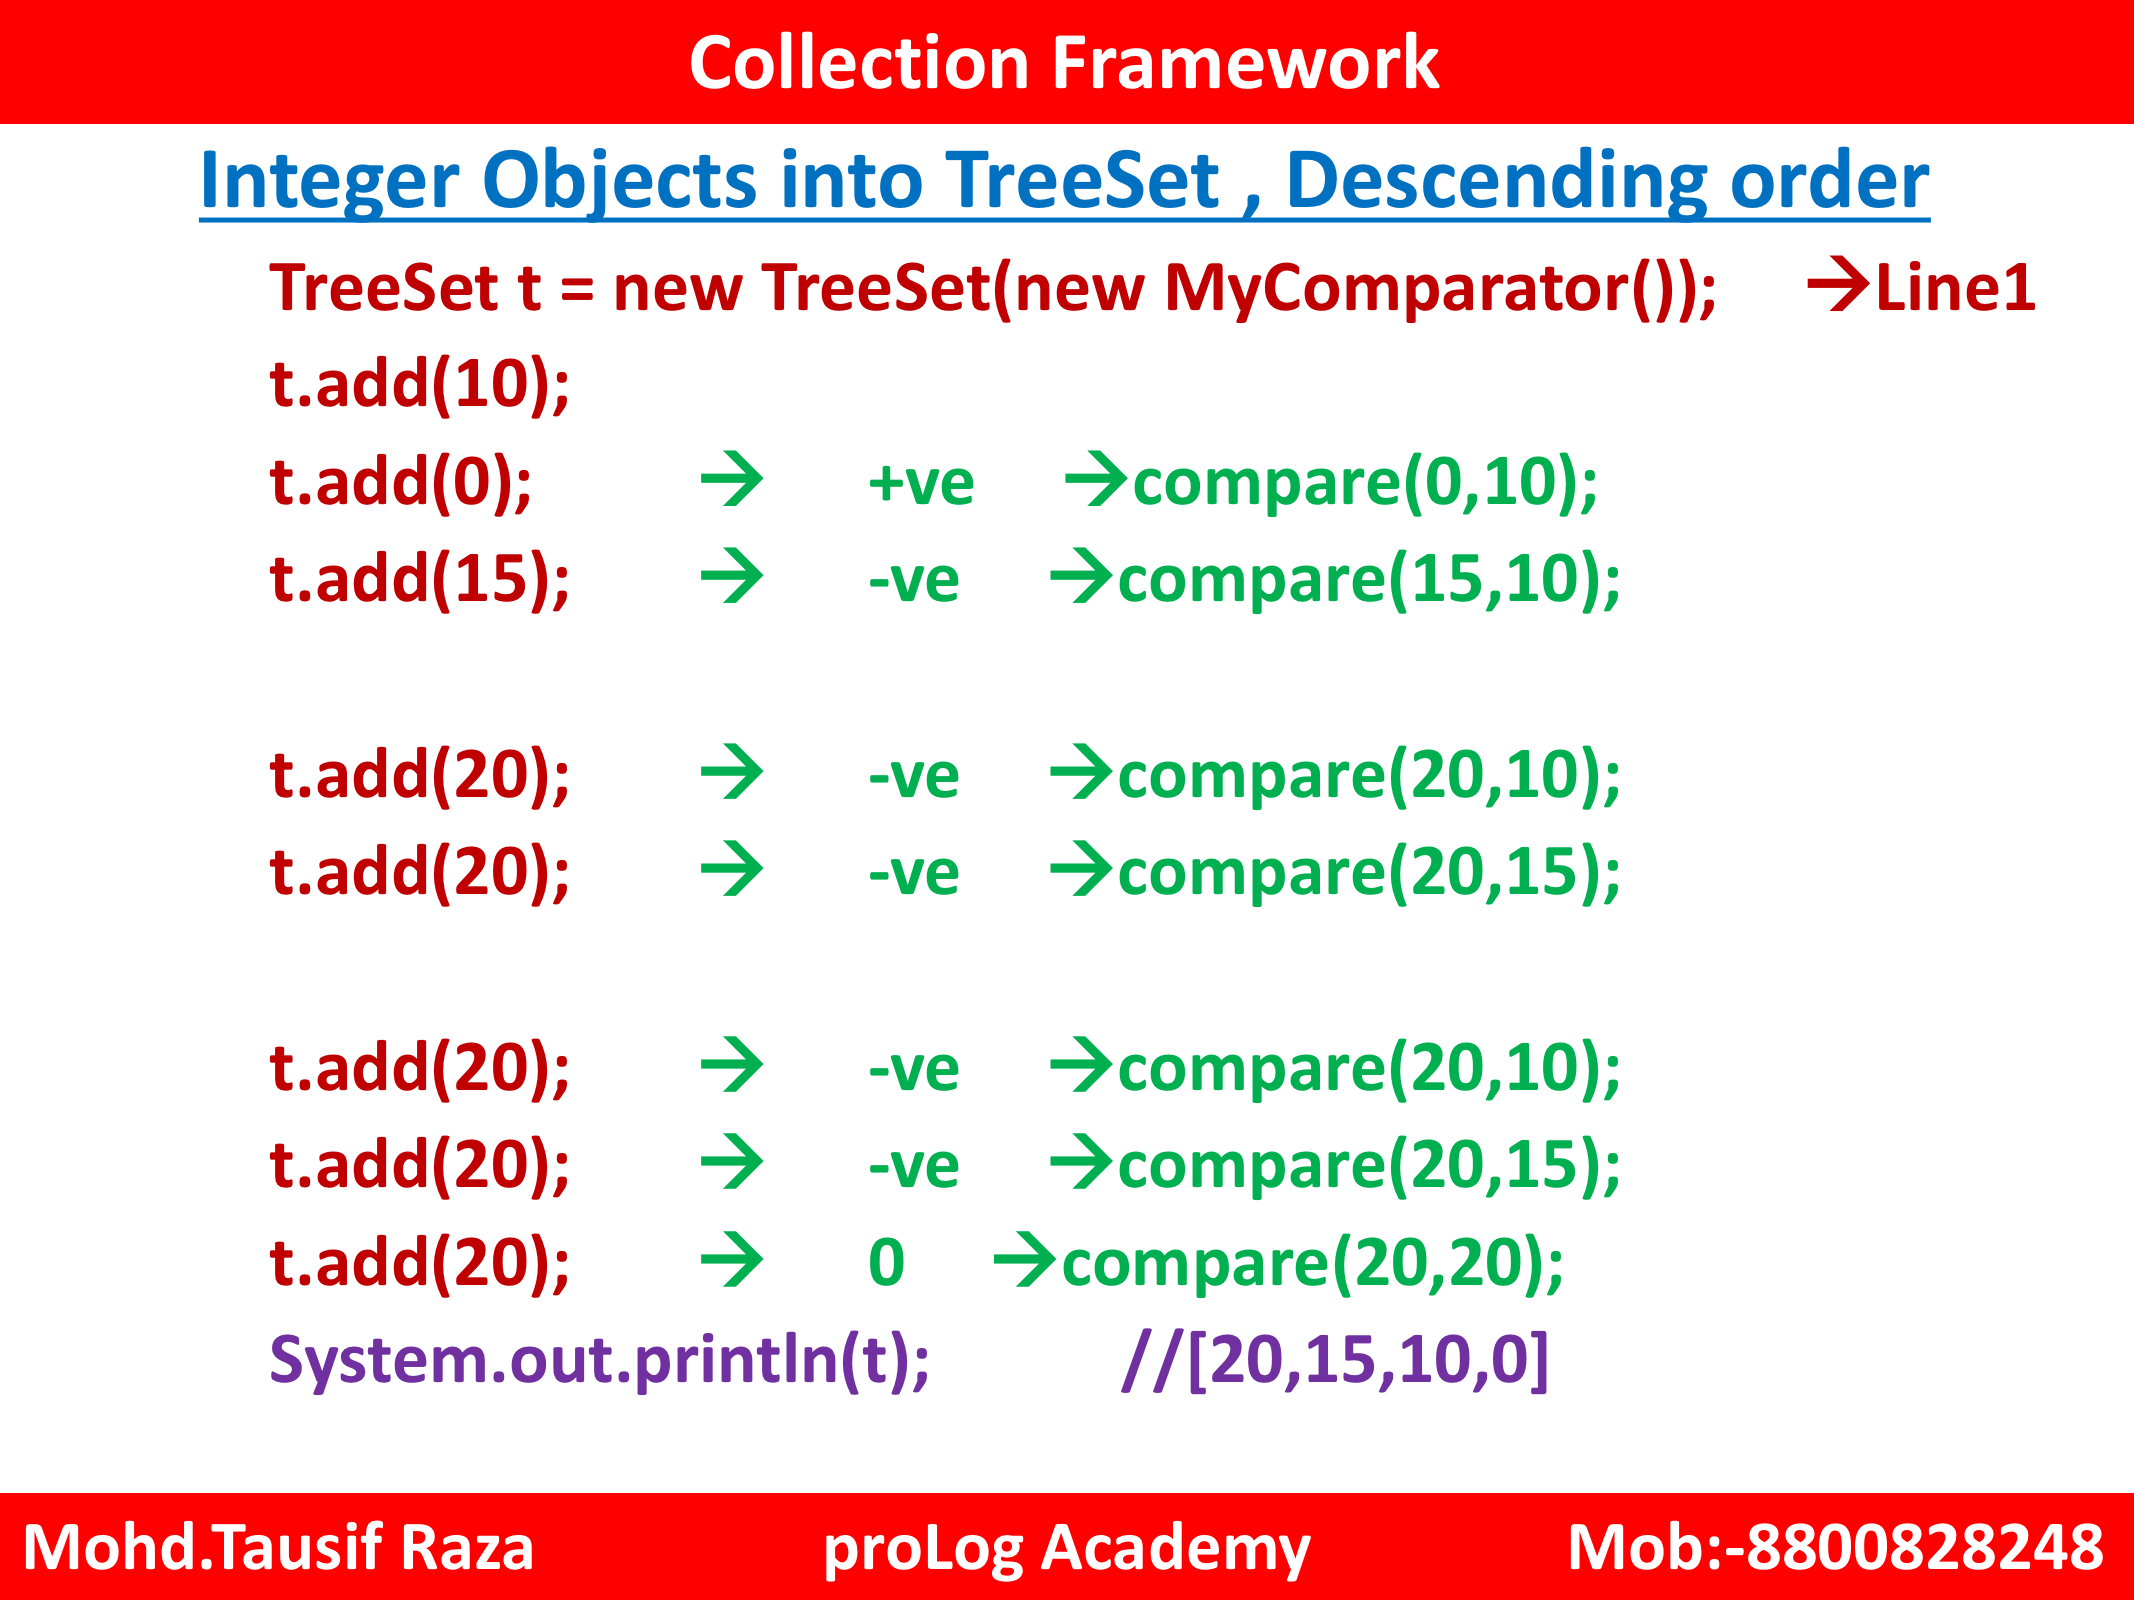 Collection Framework
Integer Objects into TreeSet , Descending order
TreeSet t = new TreeSet(new MyComparator()); →Line1
t.add(10);
t.add(0); → +ve →compare(0,10);
t.add(15); → -ve →compare(15,10);
t.add(20); → -ve →compare(20,10);
t.add(20); → -ve →compare(20,15);
t.add(20); → -ve →compare(20,10);
t.add(20); → -ve →compare(20,15);
t.add(20); → 0 →compare(20,20);
System.out.println(t); //[20,15,10,0]
Mohd.Tausif Raza proLog Academy Mob:-8800828248